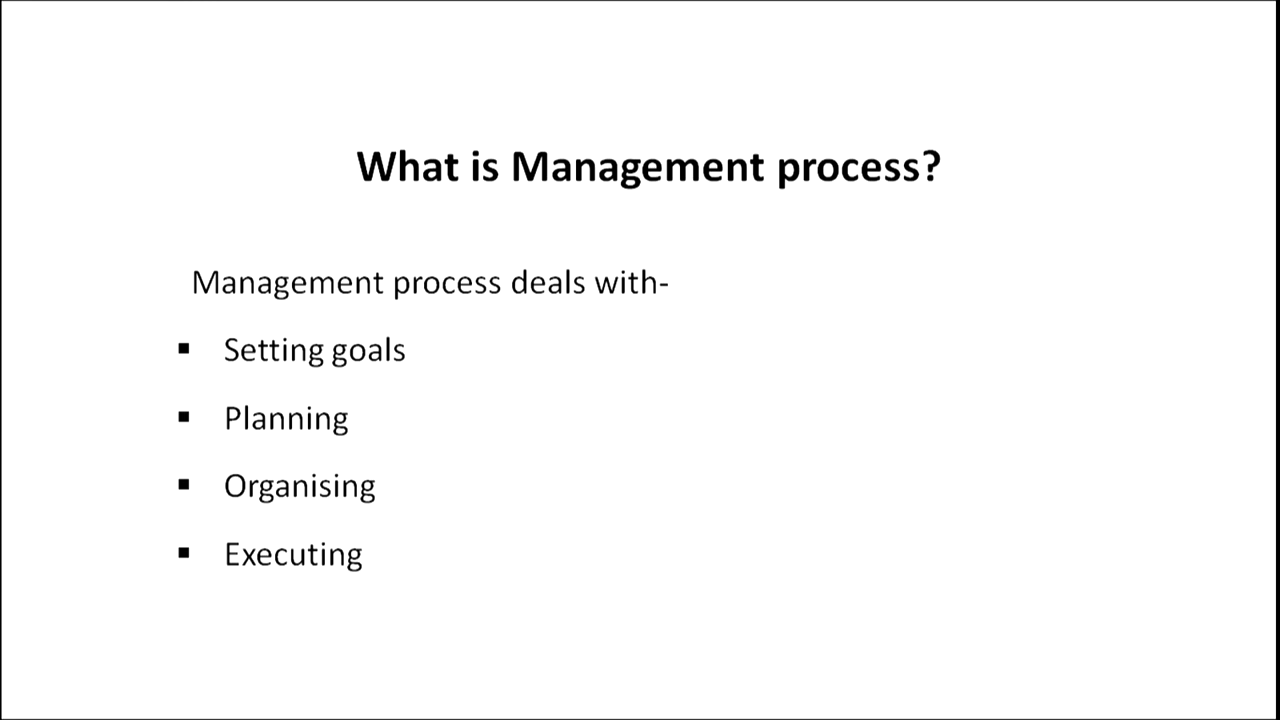 What is Management process?
Management process deals with-
▪ Setting goals
▪ Planning
▪ Organising
▪ Executing